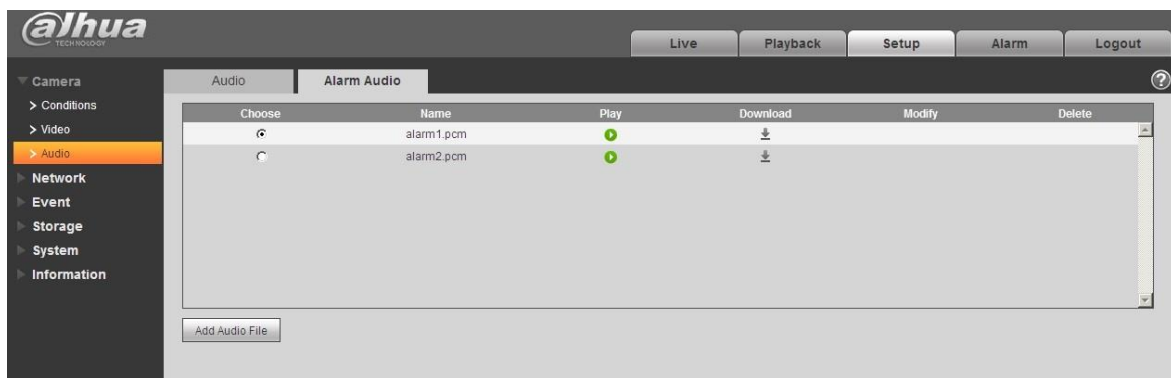 alhua
TECHNOLOGY
Live Playback Setup Alarm Logout
Camera
> Conditions
> Video
> Audio
Network
Event
Storage
System
Information
Audio Alarm Audio
?
Choose Name Play Download Modify Delete
alarm1.pcm
alarm2.pcm
Add Audio File